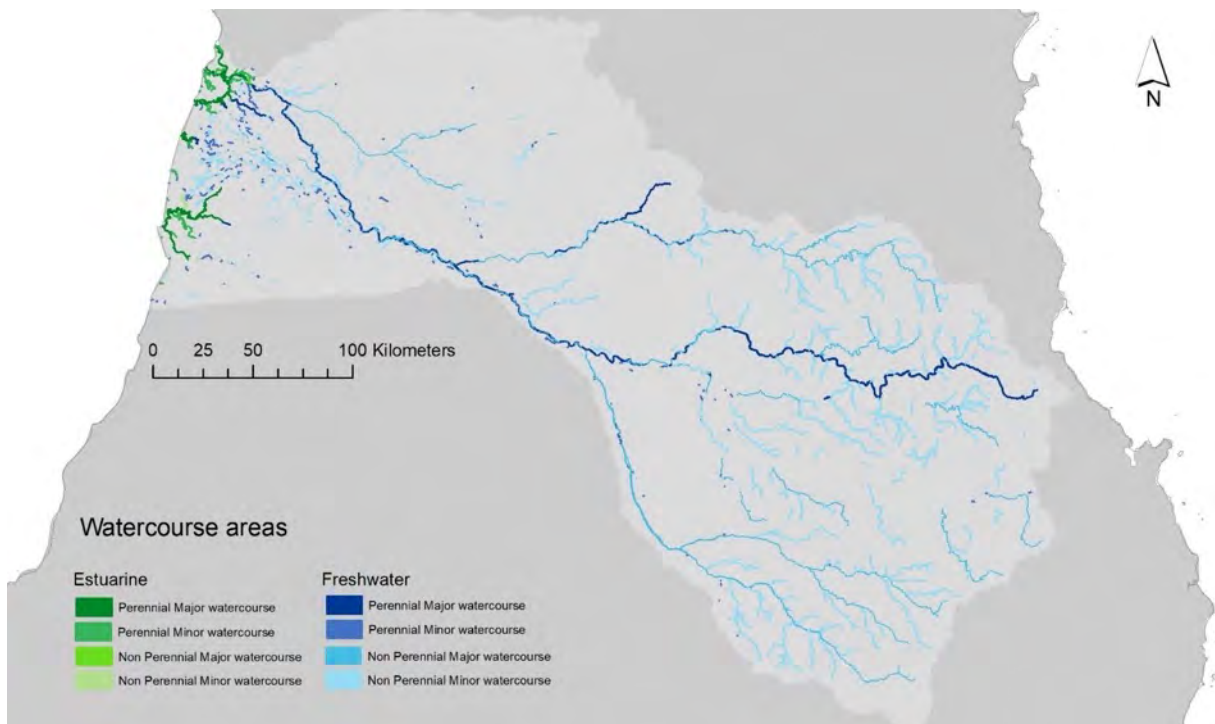 N
0 25 50 100 Kilometers
Watercourse areas
Estuarine
Perennial Major watercourse
Perennial Minor watercourse
Non Perennial Major watercourse
Non Perennial Minor watercourse
Freshwater
Perennial Major watercourse
Perennial Minor watercourse
Non Perennial Major watercourse
Non Perennial Minor watercourse